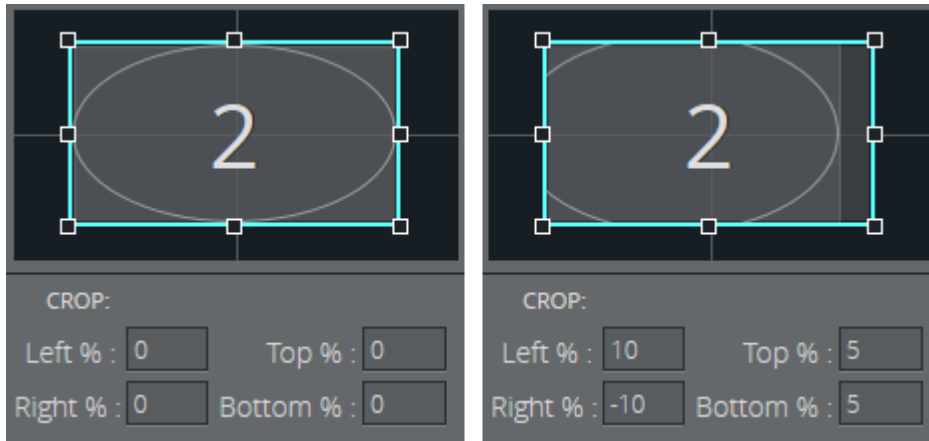 2
CROP:
Left % : 0 Top % : 0
Right % : 0 Bottom % : 0
2
CROP:
Left % : 10 Top % : 5
Right % : -10 Bottom % : 5